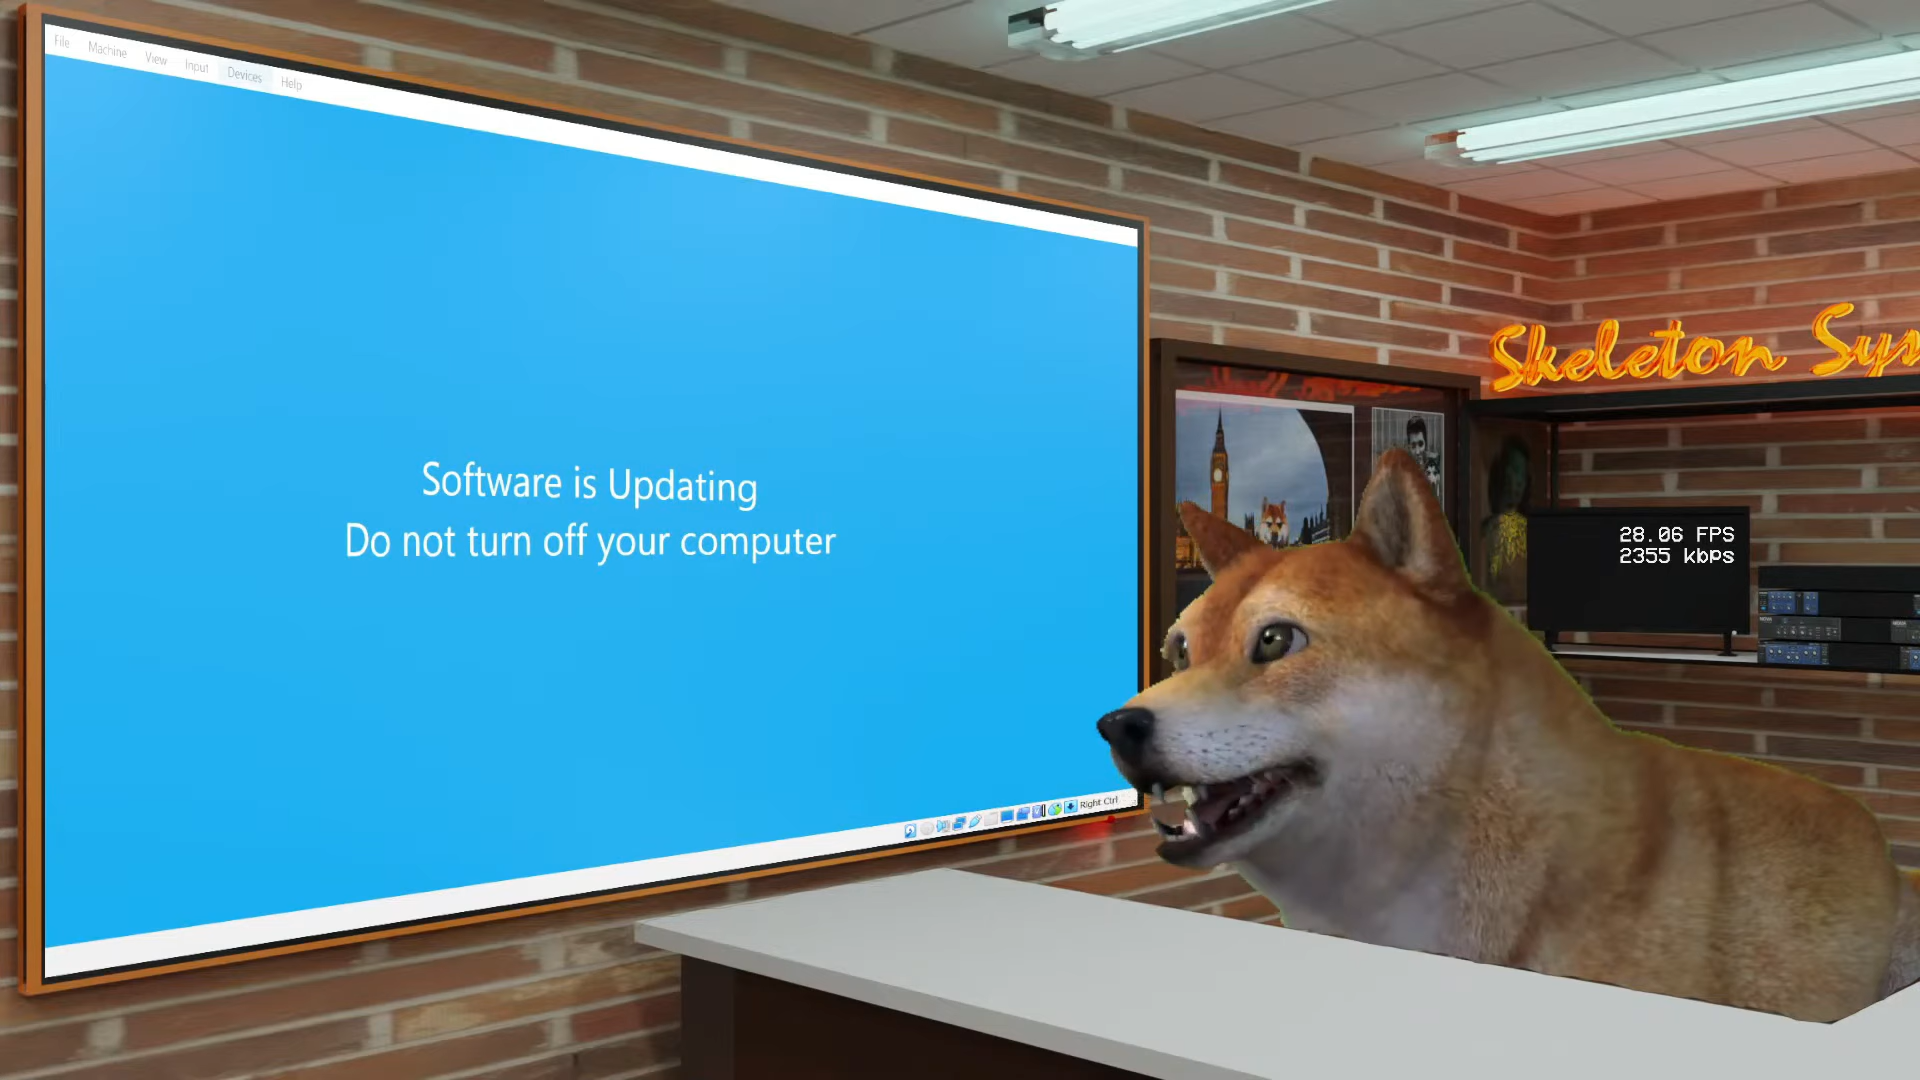 File Machine View Input Devices Help
Software is Updating
Do not turn off your computer
Right Ctrl
Skeleton Sys
28.06 FPS
2355 kbps